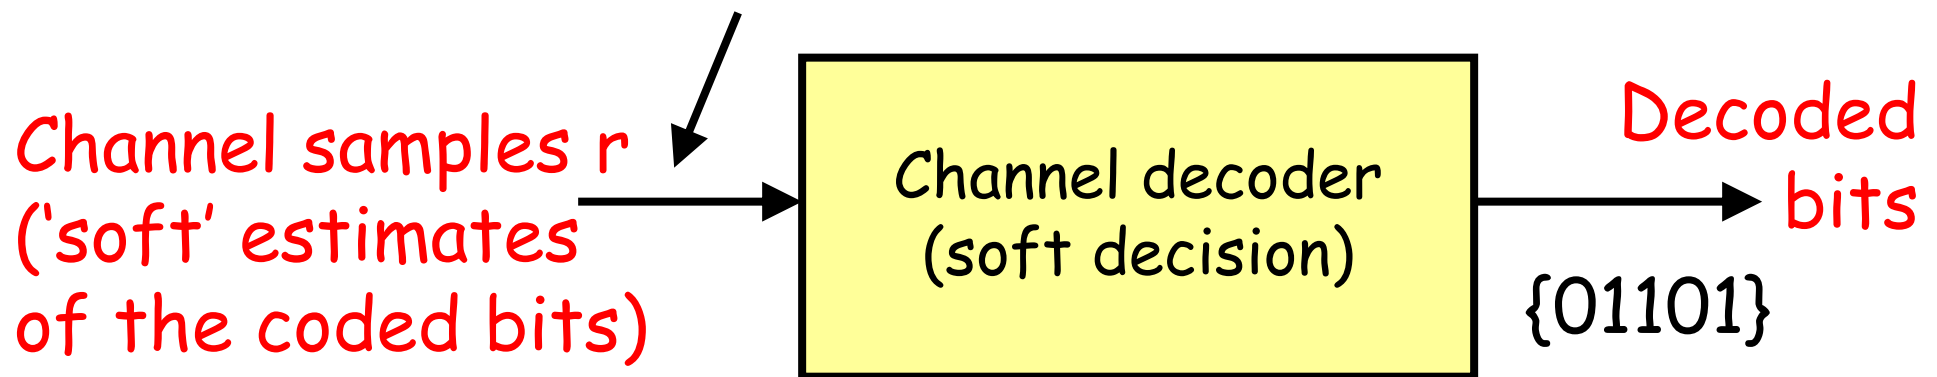 Channel samples r
(‘soft’ estimates
of the coded bits)
Channel decoder
(soft decision)
Decoded
bits
{01101}